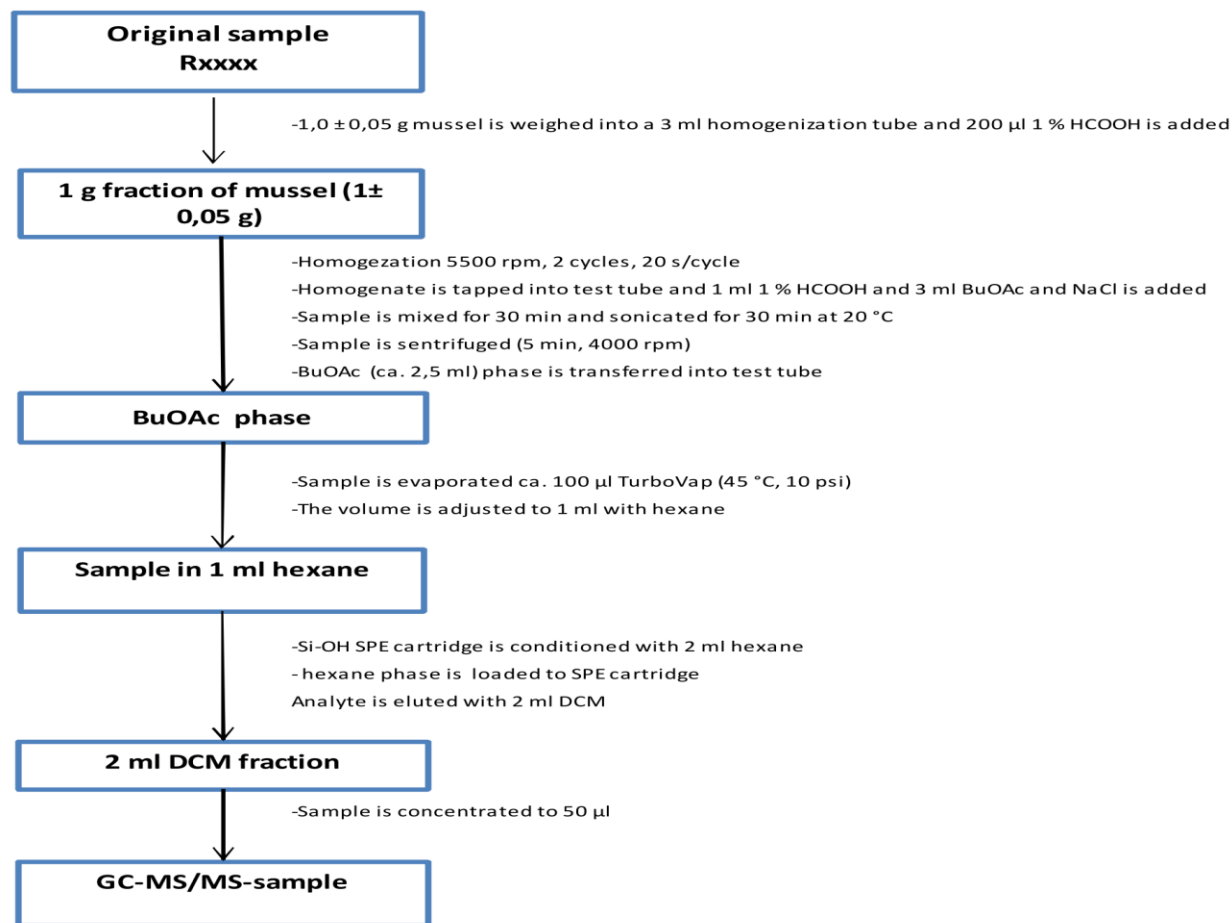 Original sample
Rxxxx
-1,0 ± 0,05 g mussel is weighed into a 3 ml homogenization tube and 200 µl 1 % HCOOH is added
1 g fraction of mussel (1±
0,05 g)
-Homogezation 5500 rpm, 2 cycles, 20 s/cycle
-Homogenate is tapped into test tube and 1 ml 1 % HCOOH and 3 ml BuOAc and NaCl is added
-Sample is mixed for 30 min and sonicated for 30 min at 20 °C
-Sample is sentrifuged (5 min, 4000 rpm)
-BuOAc (ca. 2,5 ml) phase is transferred into test tube
BuOAc phase
-Sample is evaporated ca. 100 µl TurboVap (45 °C, 10 psi)
-The volume is adjusted to 1 ml with hexane
Sample in 1 ml hexane
-Si-OH SPE cartridge is conditioned with 2 ml hexane
- hexane phase is loaded to SPE cartridge
Analyte is eluted with 2 ml DCM
2 ml DCM fraction
-Sample is concentrated to 50 µl
GC-MS/MS-sample